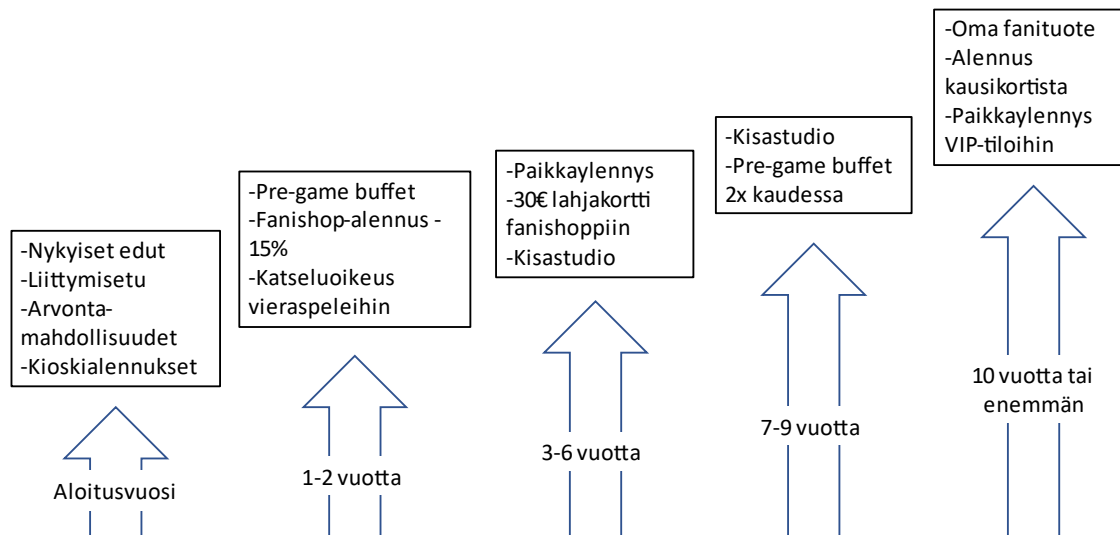 -Nykyiset edut
-Liittymisetu
-Arvonta-
mahdollisuudet
-Kioskialennukset
Aloitusvuosi
-Pre-game buffet
-Fanishop-alennus -
15%
-Katseluoikeus
vieraspeleihin
1-2 vuotta
-Paikkaylennys
-30€ lahjakortti
fanishoppiin
-Kisastudio
3-6 vuotta
-Kisastudio
-Pre-game buffet
2x kaudessa
7-9 vuotta
-Oma fanituote
-Alennus
kausikortista
-Paikkaylennys
VIP-tiloihin
10 vuotta tai
enemmän